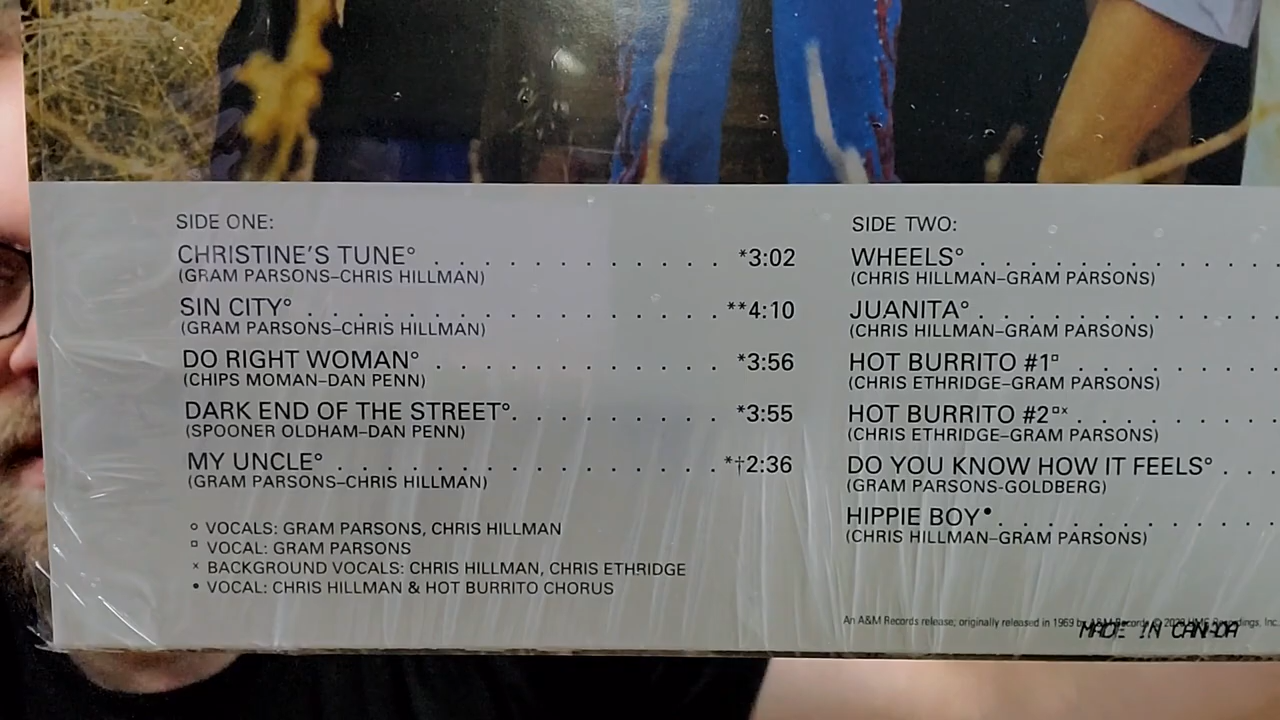 SIDE ONE:
CHRISTINE'S TUNE° . . . . . . . . . . . . *3:02
(GRAM PARSONS–CHRIS HILLMAN)
SIN CITY° . . . . . . . . . . . . . . . . . **4:10
(GRAM PARSONS–CHRIS HILLMAN)
DO RIGHT WOMAN° . . . . . . . . . . . . *3:56
(CHIPS MOMAN–DAN PENN)
DARK END OF THE STREET° . . . . . . . . . *3:55
(SPOONER OLDHAM–DAN PENN)
MY UNCLE° . . . . . . . . . . . . . . . . *†2:36
(GRAM PARSONS–CHRIS HILLMAN)
° VOCALS: GRAM PARSONS, CHRIS HILLMAN
▫ VOCAL: GRAM PARSONS
× BACKGROUND VOCALS: CHRIS HILLMAN, CHRIS ETHRIDGE
• VOCAL: CHRIS HILLMAN & HOT BURRITO CHORUS
SIDE TWO:
WHEELS° . . . . . . . . . . . .
(CHRIS HILLMAN–GRAM PARSONS)
JUANITA° . . . . . . . . . . . .
(CHRIS HILLMAN–GRAM PARSONS)
HOT BURRITO #1▫ . . . . . . . .
(CHRIS ETHRIDGE–GRAM PARSONS)
HOT BURRITO #2▫× . . . . . . . .
(CHRIS ETHRIDGE–GRAM PARSONS)
DO YOU KNOW HOW IT FEELS° . . .
(GRAM PARSONS-GOLDBERG)
HIPPIE BOY• . . . . . . . . . . .
(CHRIS HILLMAN–GRAM PARSONS)
An A&M Records release; originally released in 1969 by A&M Records
MADE IN CANADA